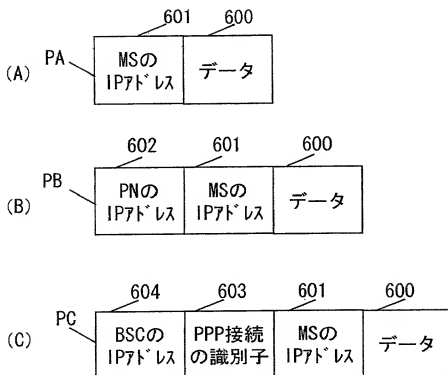 601 600
(A) PA MSの データ
IPアドレス
602 601 600
(B) PB PNの MSの データ
IPアドレス IPアドレス
604 603 601 600
(C) PC BSCの PPP接続 MSの データ
IPアドレス の識別子 IPアドレス